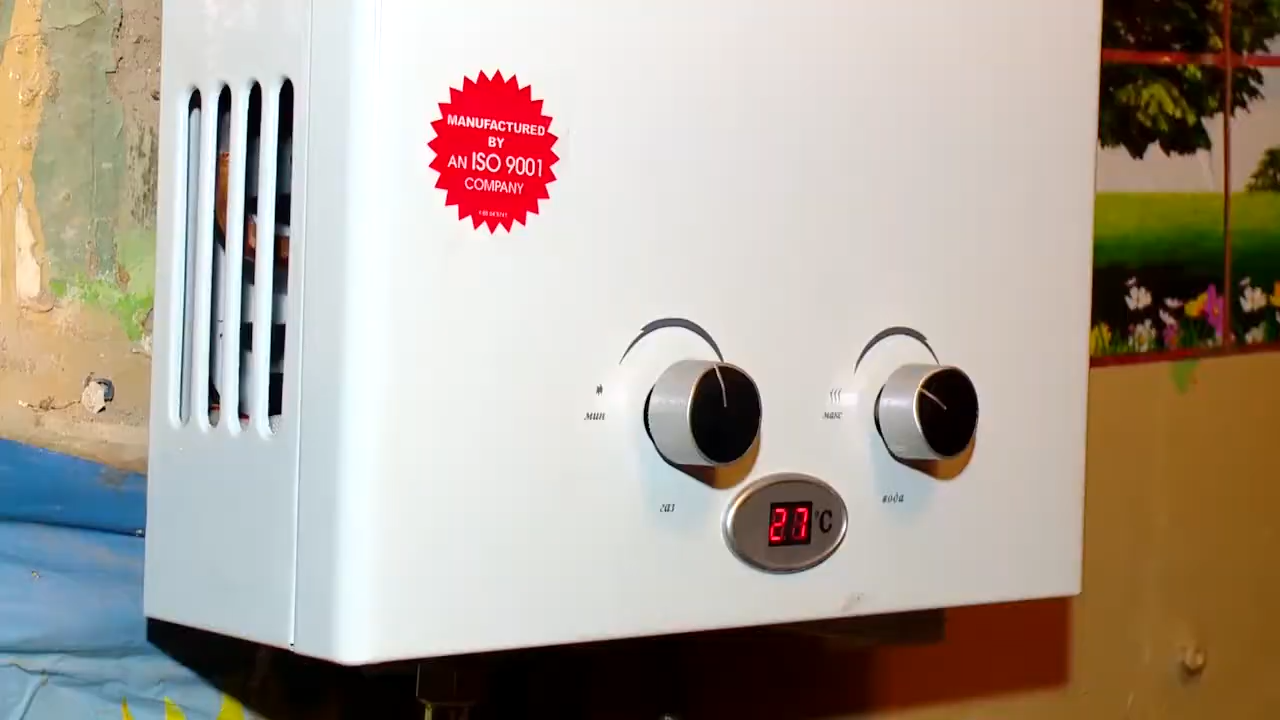 MANUFACTURED
BY
AN ISO 9001
COMPANY
мин
макс
газ
вода
27 °C